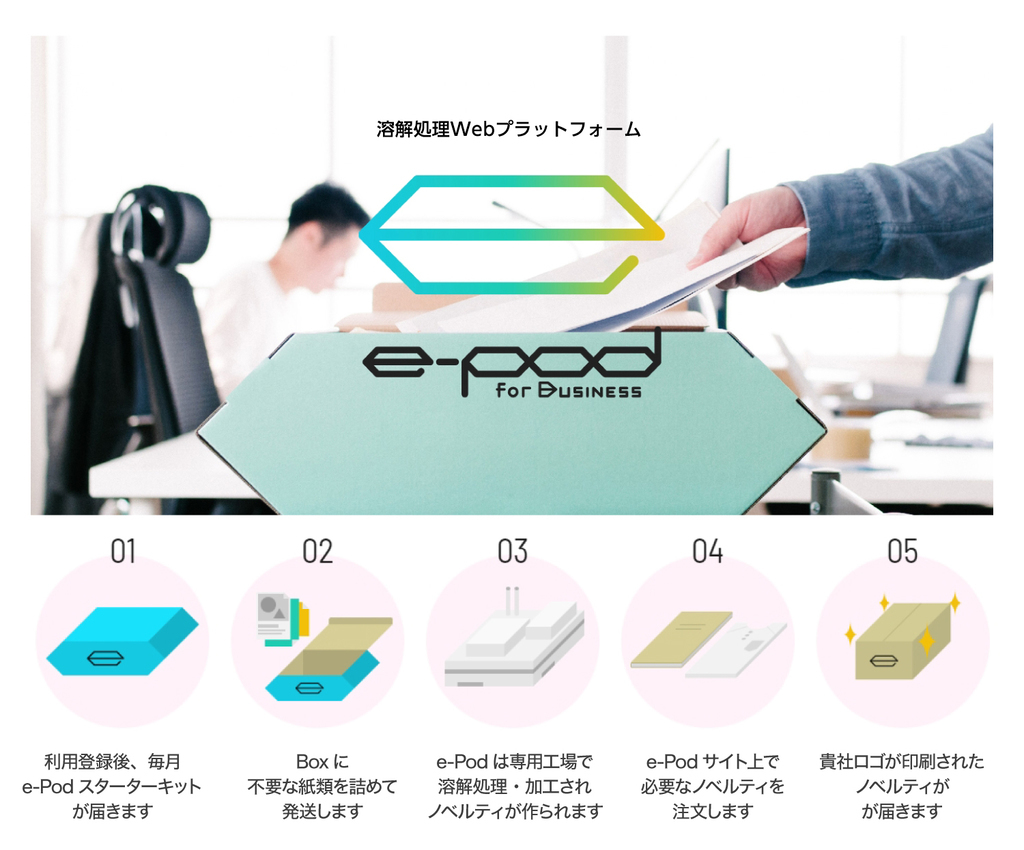 溶解処理Webプラットフォーム
e-pod
for Business
01
02
03
04
05
利用登録後、毎月
e-Pod スターターキット
が届きます
Box に
不要な紙類を詰めて
発送します
e-Pod は専用工場で
溶解処理・加工され
ノベルティが作られます
e-Pod サイト上で
必要なノベルティを
注文します
貴社ロゴが印刷された
ノベルティが
が届きます